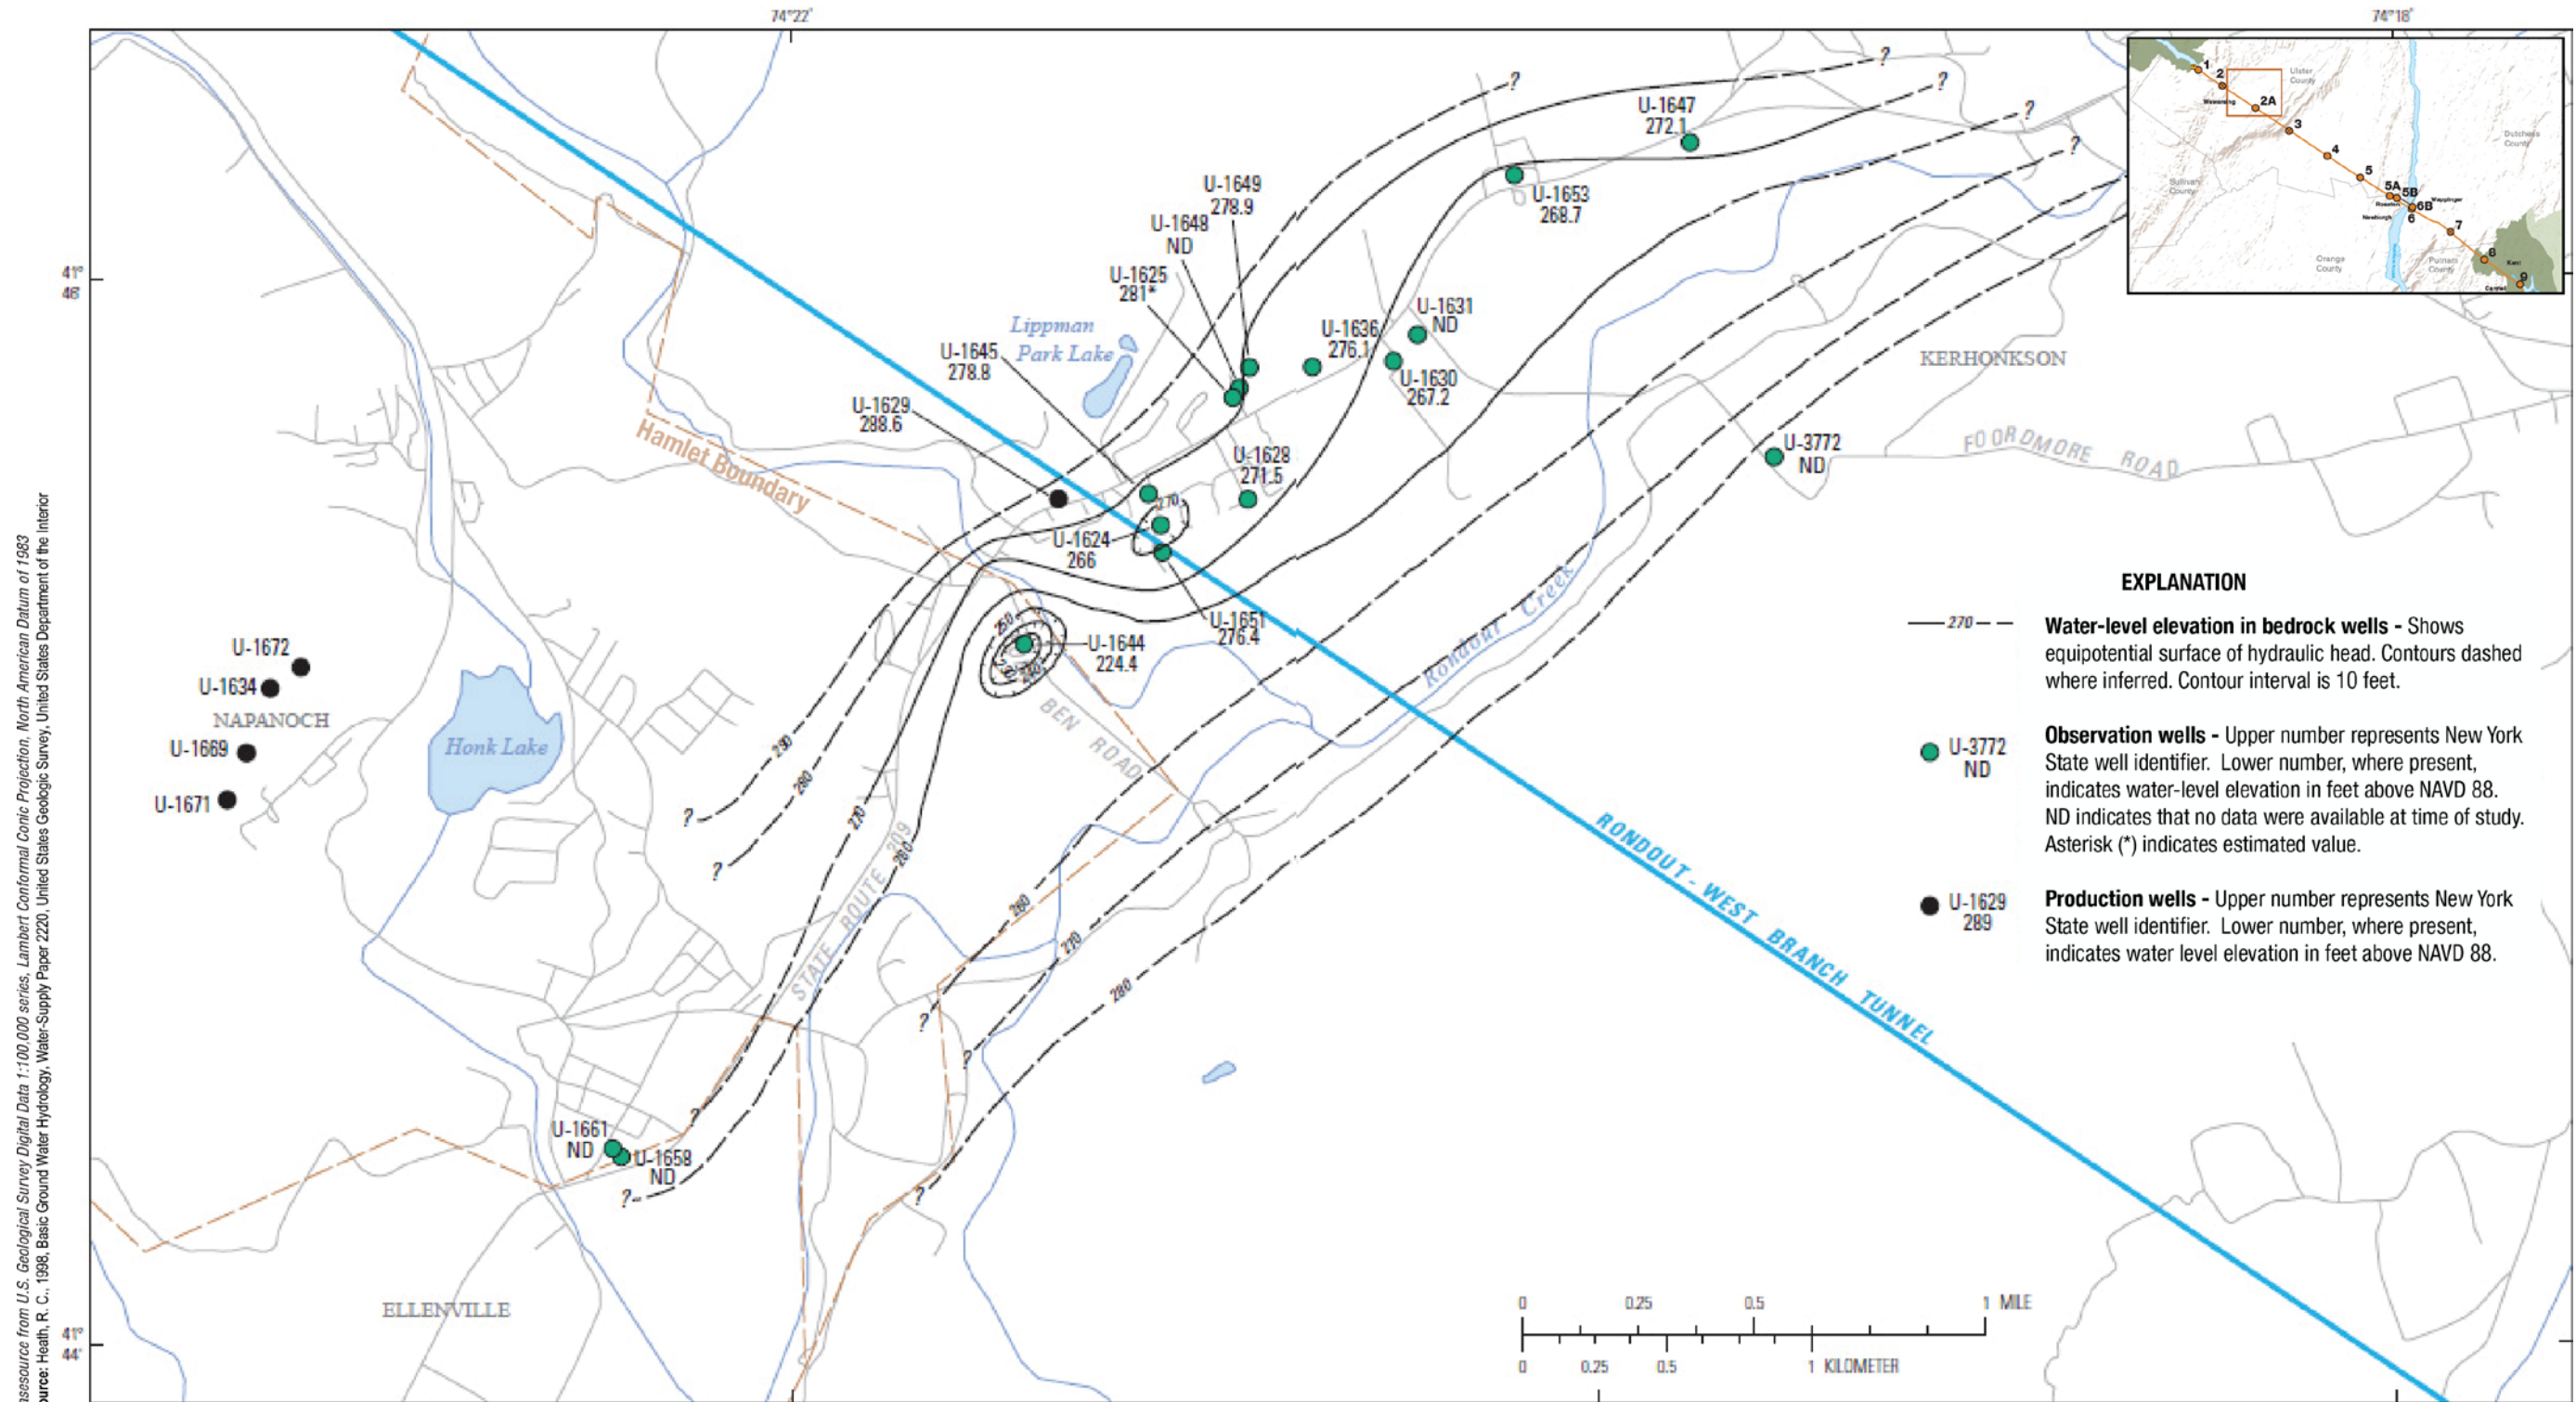 74°22'
74°18'
41°
46'
41°
44'
?
?
?
?
?
U-1647
272.1
U-1653
268.7
U-1649
278.9
U-1648
ND
U-1625
281*
Lippman
Park Lake
U-1631
ND
U-1636
276.1
U-1630
267.2
U-1645
278.8
U-1629
288.6
U-1628
271.5
270
U-1624
266
U-1651
276.4
U-1644
224.4
250
240
U-3772
ND
KERHONKSON
FOORDMORE ROAD
Hamlet Boundary
Rondout Creek
BEN ROAD
STATE ROUTE 209
RONDOUT - WEST BRANCH TUNNEL
U-1672
U-1634
NAPANOCH
U-1669
U-1671
Honk Lake
290
280
270
260
260
270
280
?
?
?
?
?
?
?
U-1661
ND
U-1658
ND
ELLENVILLE
EXPLANATION
270
Water-level elevation in bedrock wells - Shows
equipotential surface of hydraulic head. Contours dashed
where inferred. Contour interval is 10 feet.
U-3772
ND
Observation wells - Upper number represents New York
State well identifier. Lower number, where present,
indicates water-level elevation in feet above NAVD 88.
ND indicates that no data were available at time of study.
Asterisk (*) indicates estimated value.
U-1629
289
Production wells - Upper number represents New York
State well identifier. Lower number, where present,
indicates water level elevation in feet above NAVD 88.
0 0.25 0.5 1 MILE
0 0.25 0.5 1 KILOMETER
1
2
2A
3
4
5
5A
5B
6B
6
7
8
9
Ulster
County
Wawarsing
Sullivan
County
Dutchess
County
Orange
County
Putnam
County
Newburgh
Wappinger
Kent
Carmel
from U.S. Geological Survey Digital Data 1:100,000 series, Lambert Conformal Conic Projection, North American Datum of 1983
Heath, R. C., 1998, Basic Ground Water Hydrology, Water-Supply Paper 2220, United States Geologic Survey, United States Department of the Interior